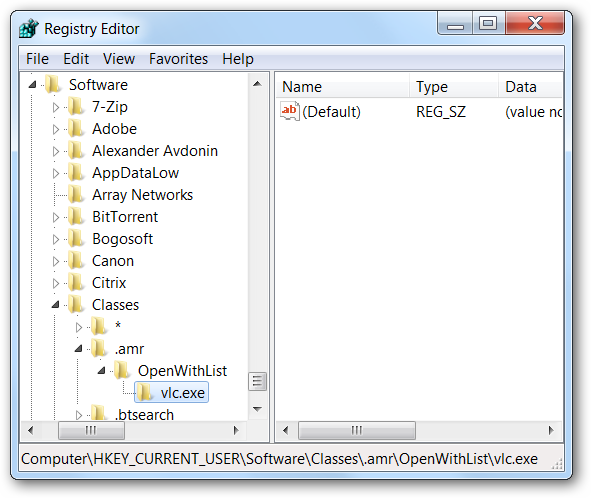 Registry Editor
File Edit View Favorites Help
Software
7-Zip
Adobe
Alexander Avdonin
AppDataLow
Array Networks
BitTorrent
Bogosoft
Canon
Citrix
Classes
*
.amr
OpenWithList
vlc.exe
.btsearch
Name Type Data
ab (Default) REG_SZ (value no
Computer\HKEY_CURRENT_USER\Software\Classes\.amr\OpenWithList\vlc.exe